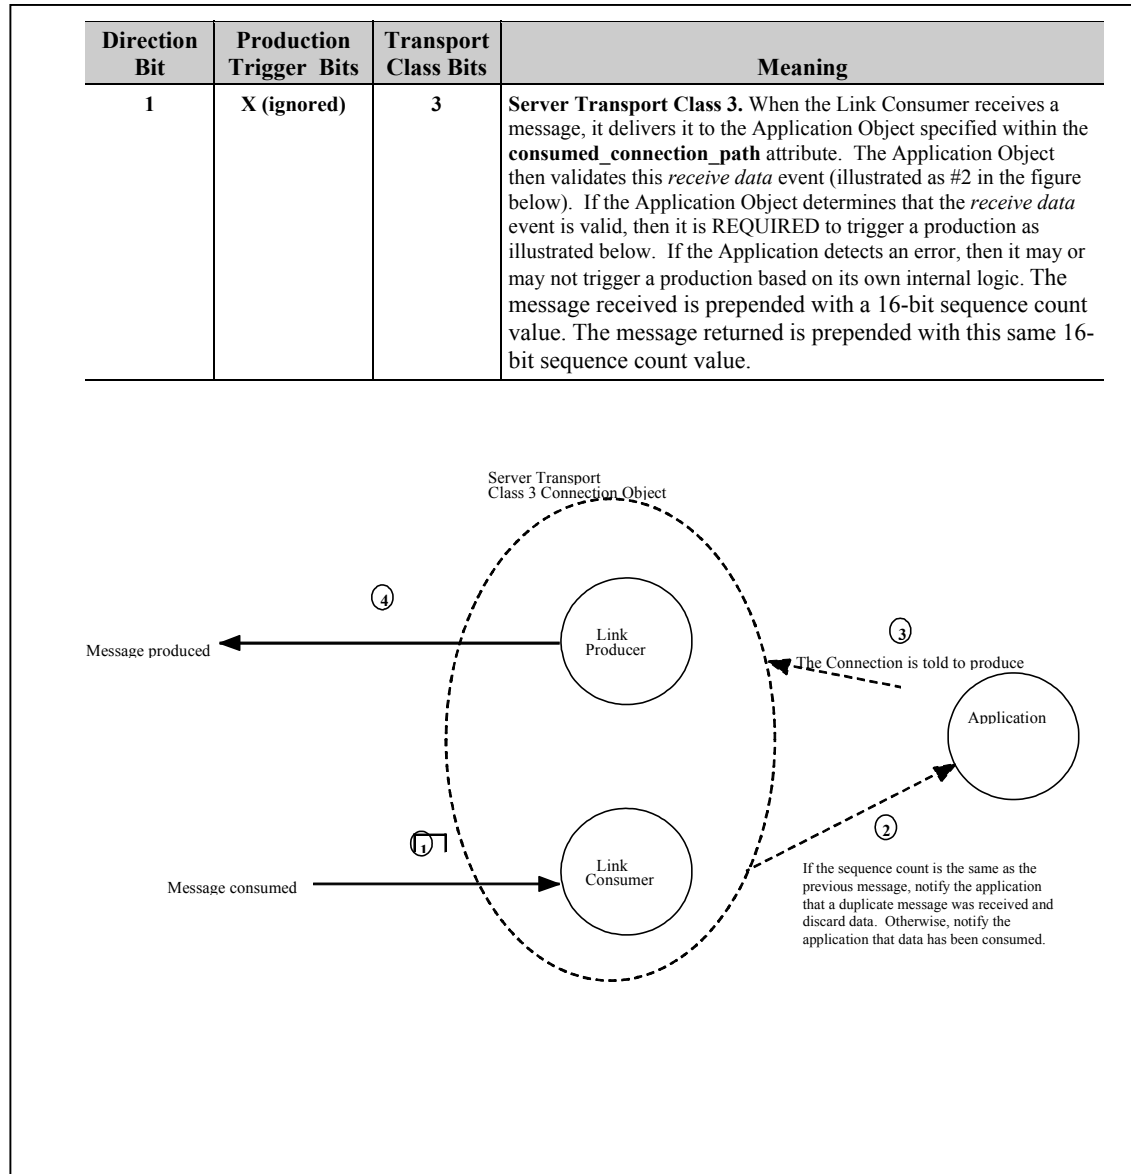 Direction Bit
Production Trigger Bits
Transport Class Bits
Meaning
1
X (ignored)
3
Server Transport Class 3. When the Link Consumer receives a
message, it delivers it to the Application Object specified within the
consumed_connection_path attribute. The Application Object
then validates this receive data event (illustrated as #2 in the figure
below). If the Application Object determines that the receive data
event is valid, then it is REQUIRED to trigger a production as
illustrated below. If the Application detects an error, then it may or
may not trigger a production based on its own internal logic. The
message received is prepended with a 16-bit sequence count
value. The message returned is prepended with this same 16-
bit sequence count value.
Server Transport
Class 3 Connection Object
4
Link
Producer
Message produced
3
The Connection is told to produce
Application
1
Link
Consumer
Message consumed
2
If the sequence count is the same as the
previous message, notify the application
that a duplicate message was received and
discard data. Otherwise, notify the
application that data has been consumed.